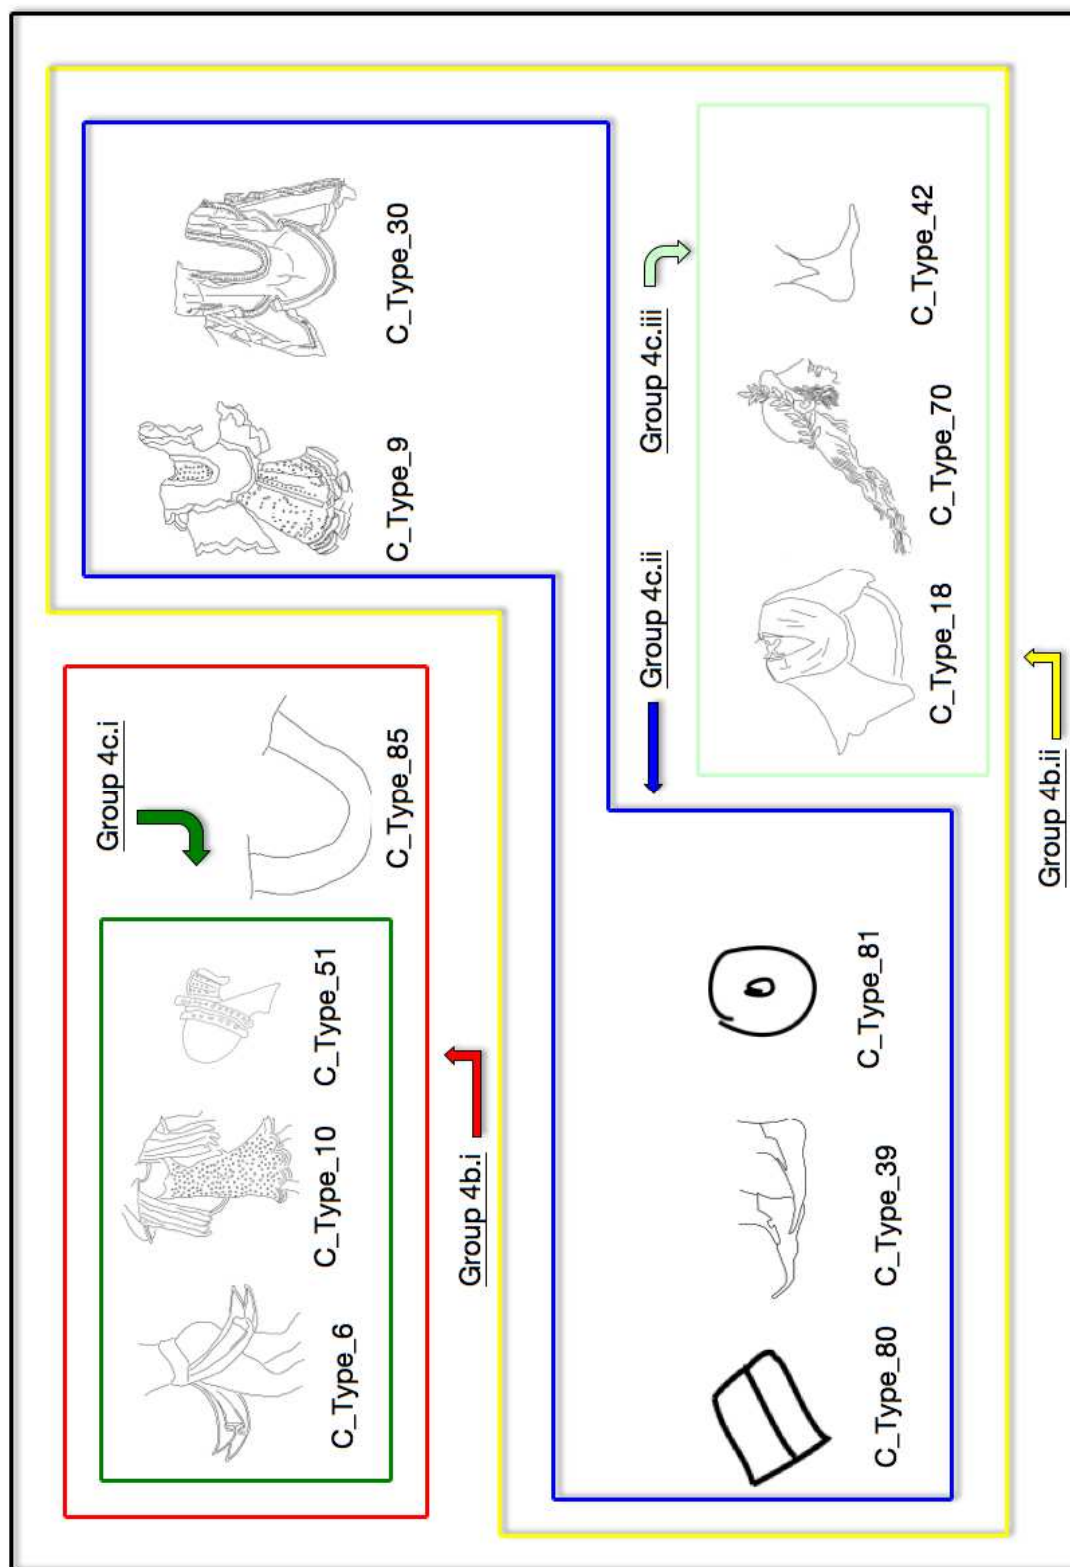 Group 4c.i
C_Type_6
C_Type_10
C_Type_51
C_Type_85
C_Type_9
C_Type_30
Group 4b.i
Group 4c.ii
Group 4c.iii
C_Type_80
C_Type_39
C_Type_81
C_Type_18
C_Type_70
C_Type_42
Group 4b.ii